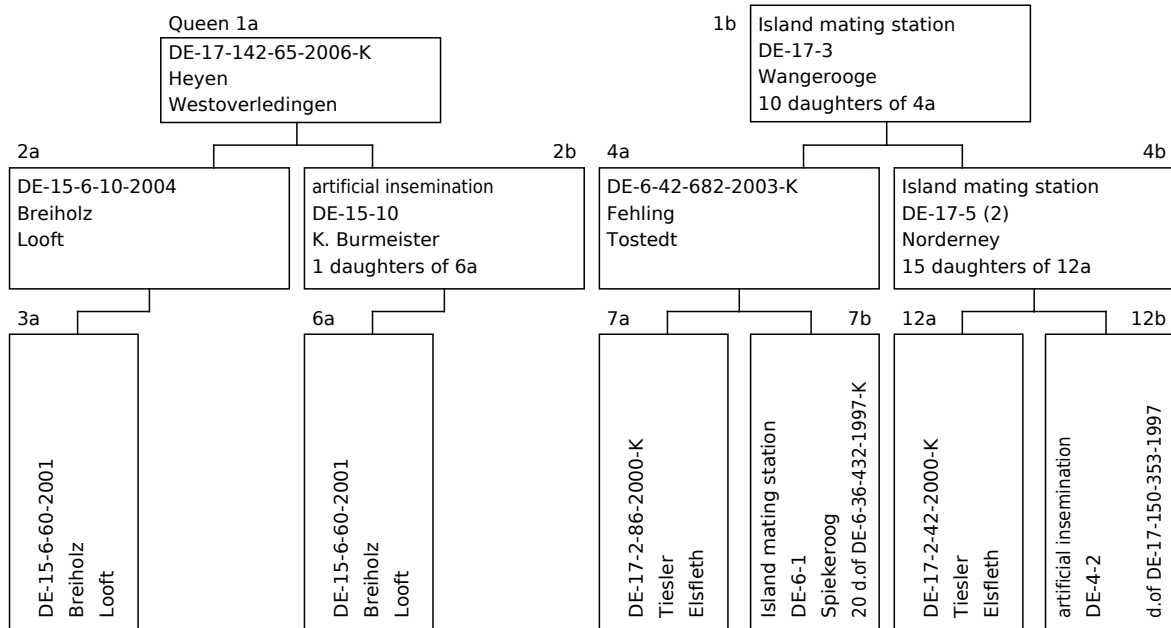 Queen 1a
DE-17-142-65-2006-K
Heyen
Westoverledingen
1b
Island mating station
DE-17-3
Wangerooge
10 daughters of 4a
2a
DE-15-6-10-2004
Breiholz
Looft
2b
artificial insemination
DE-15-10
K. Burmeister
1 daughters of 6a
4a
DE-6-42-682-2003-K
Fehling
Tostedt
4b
Island mating station
DE-17-5 (2)
Norderney
15 daughters of 12a
3a
DE-15-6-60-2001
Breiholz
Looft
6a
DE-15-6-60-2001
Breiholz
Looft
7a
DE-17-2-86-2000-K
Tiesler
Elsfleth
7b
Island mating station
DE-6-1
Spiekeroog
20 d.of DE-6-36-432-1997-K
12a
DE-17-2-42-2000-K
Tiesler
Elsfleth
12b
artificial insemination
DE-4-2
d.of DE-17-150-353-1997